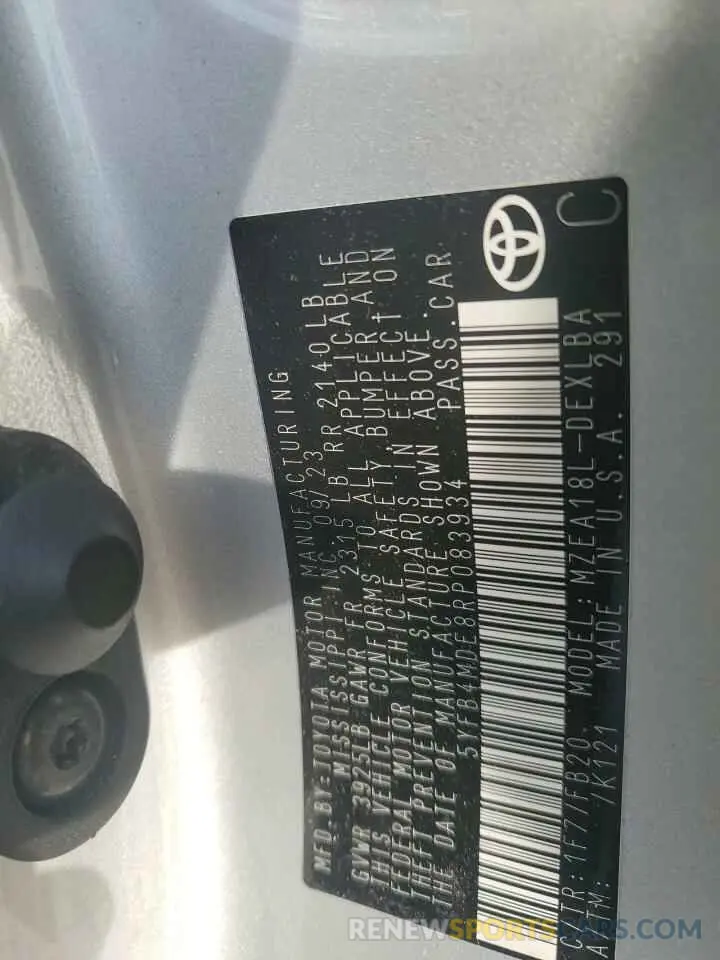 MFD.BY:TOYOTA MOTOR MANUFACTURING
MISSISSIPPI INC 09/23
GVWR 3925LB GAWR FR 2315 LB RR 2140LB
THIS VEHICLE CONFORMS TO ALL APPLICABLE
FEDERAL MOTOR VEHICLE SAFETY,BUMPER,AND
THEFT PREVENTION STANDARDS IN EFFECT ON
THE DATE OF MANUFACTURE SHOWN ABOVE.
5YFB4MDE8RP083934 PASS.CAR
C/TR:1F7/FB20 MODEL:MZEA18L-DEXLBA
A/TM: /K121 MADE IN U.S.A. 291
C
RENEWSPORTSCARS.COM